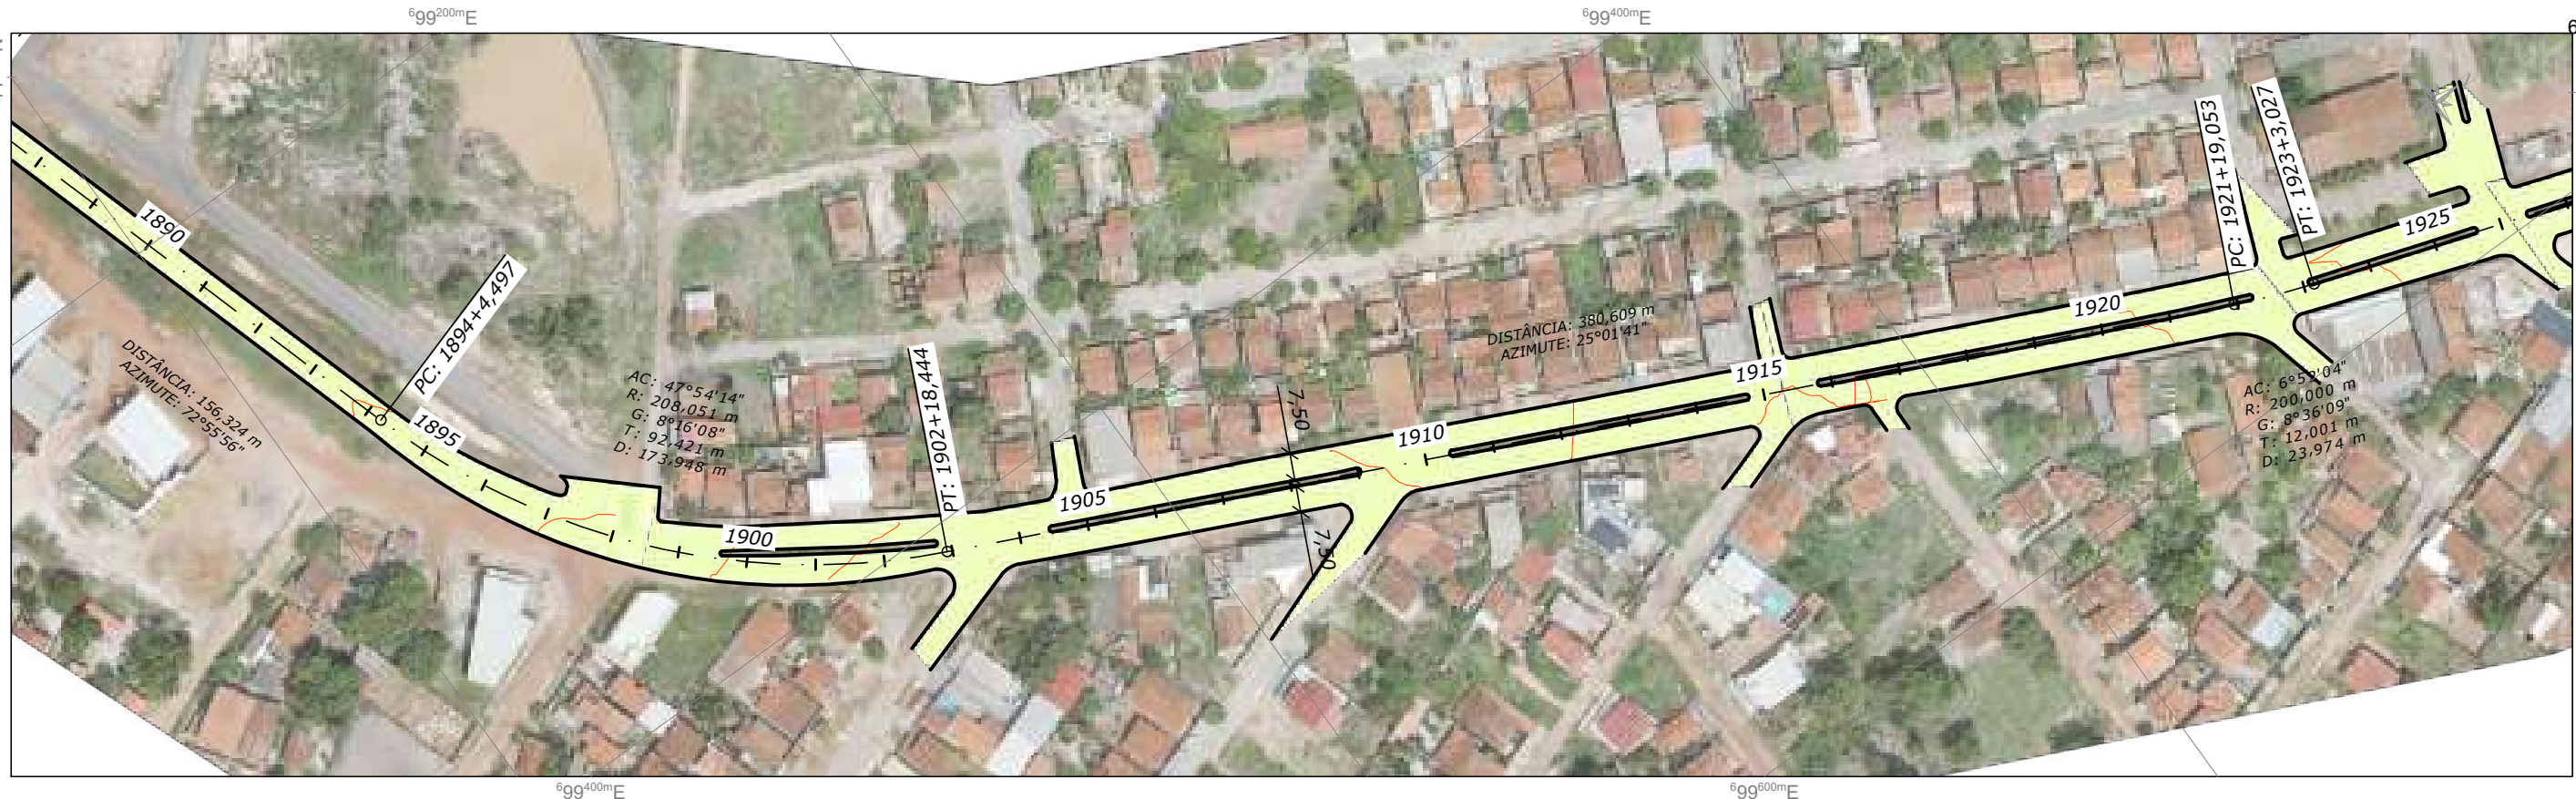 699200mE
699400mE
6
1890
PC: 1894+4,497
DISTÂNCIA: 156,324 m
AZIMUTE: 72°55'56"
1895
AC: 47°54'14"
R: 208,051 m
G: 8°16'08"
T: 92,421 m
D: 173,948 m
1900
PT: 1902+18,444
1905
7,50
7,50
1910
DISTÂNCIA: 380,609 m
AZIMUTE: 25°01'41"
1915
1920
PC: 1921+19,053
PT: 1923+3,027
1925
AC: 6°52'04"
R: 200,000 m
G: 8°36'09"
T: 12,001 m
D: 23,974 m
699400mE
699600mE